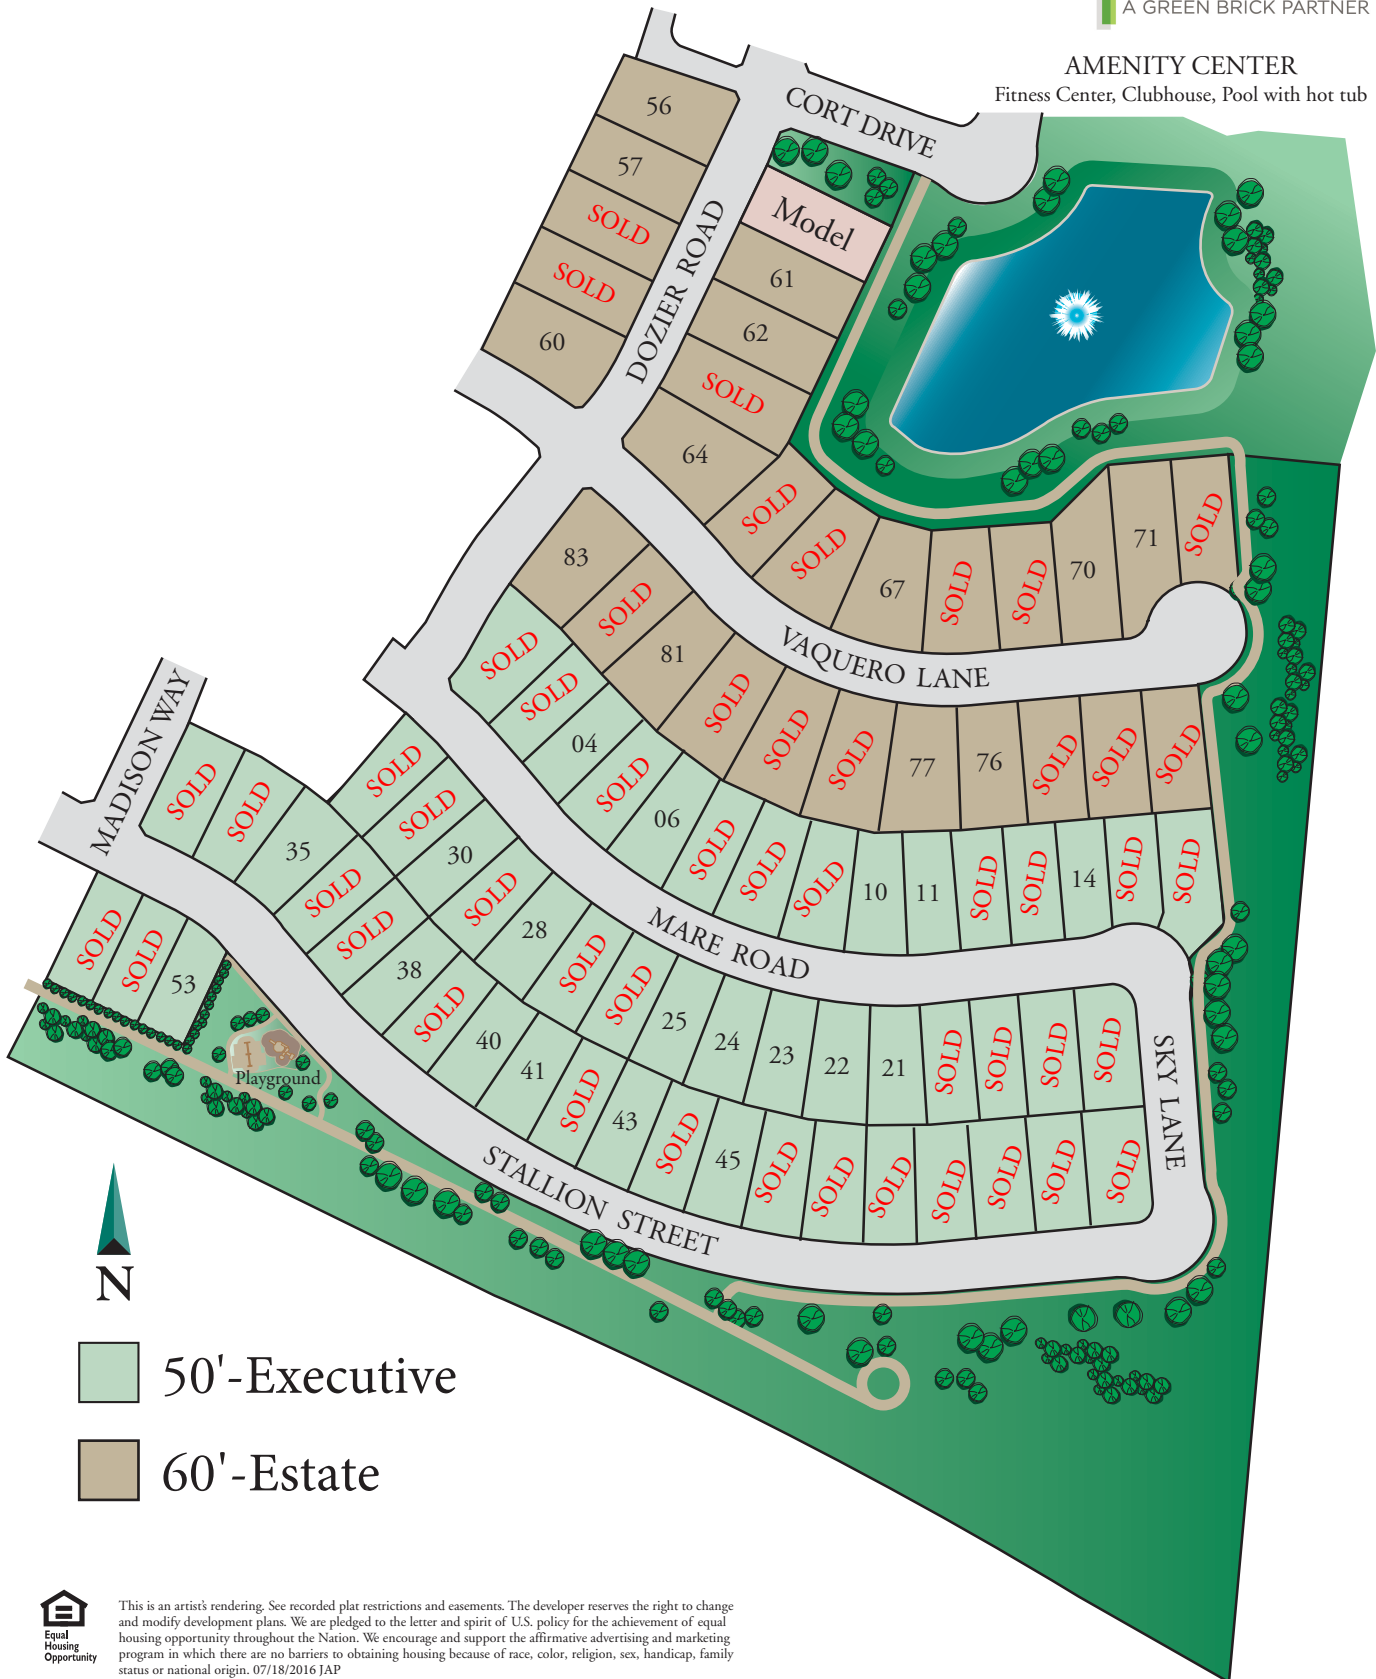 A GREEN BRICK PARTNER
AMENITY CENTER
Fitness Center, Clubhouse, Pool with hot tub
CORT DRIVE
56
57
SOLD
SOLD
60
DOZIER ROAD
Model
61
62
SOLD
64
SOLD
SOLD
67
SOLD
SOLD
70
71
SOLD
VAQUERO LANE
83
SOLD
81
SOLD
SOLD
SOLD
77
76
SOLD
SOLD
SOLD
SOLD
SOLD
04
SOLD
06
SOLD
SOLD
SOLD
10
11
SOLD
SOLD
14
SOLD
SOLD
MARE ROAD
MADISON WAY
SOLD
SOLD
30
SOLD
28
SOLD
SOLD
25
24
23
22
21
SOLD
SOLD
SOLD
SOLD
SKY LANE
SOLD
SOLD
35
SOLD
SOLD
38
SOLD
40
41
SOLD
43
SOLD
45
SOLD
SOLD
SOLD
SOLD
SOLD
SOLD
SOLD
STALLION STREET
SOLD
SOLD
53
Playground
N
50'-Executive
60'-Estate
Equal
Housing
Opportunity
This is an artist's rendering. See recorded plat restrictions and easements. The developer reserves the right to change
and modify development plans. We are pledged to the letter and spirit of U.S. policy for the achievement of equal
housing opportunity throughout the Nation. We encourage and support the affirmative advertising and marketing
program in which there are no barriers to obtaining housing because of race, color, religion, sex, handicap, family
status or national origin. 07/18/2016 JAP